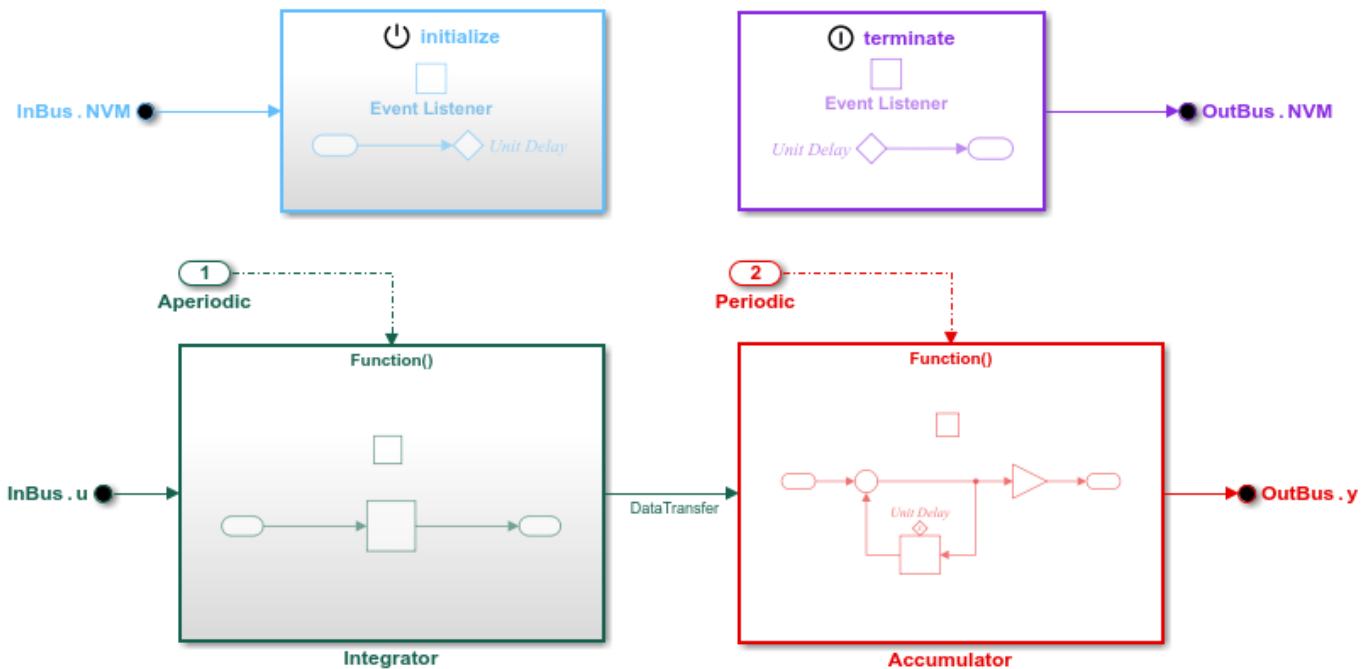 initialize
Event Listener
Unit Delay
InBus.NVM
terminate
Event Listener
Unit Delay
OutBus.NVM
1
Aperiodic
2
Periodic
Function()
InBus.u
DataTransfer
Integrator
Function()
Unit Delay
OutBus.y
Accumulator